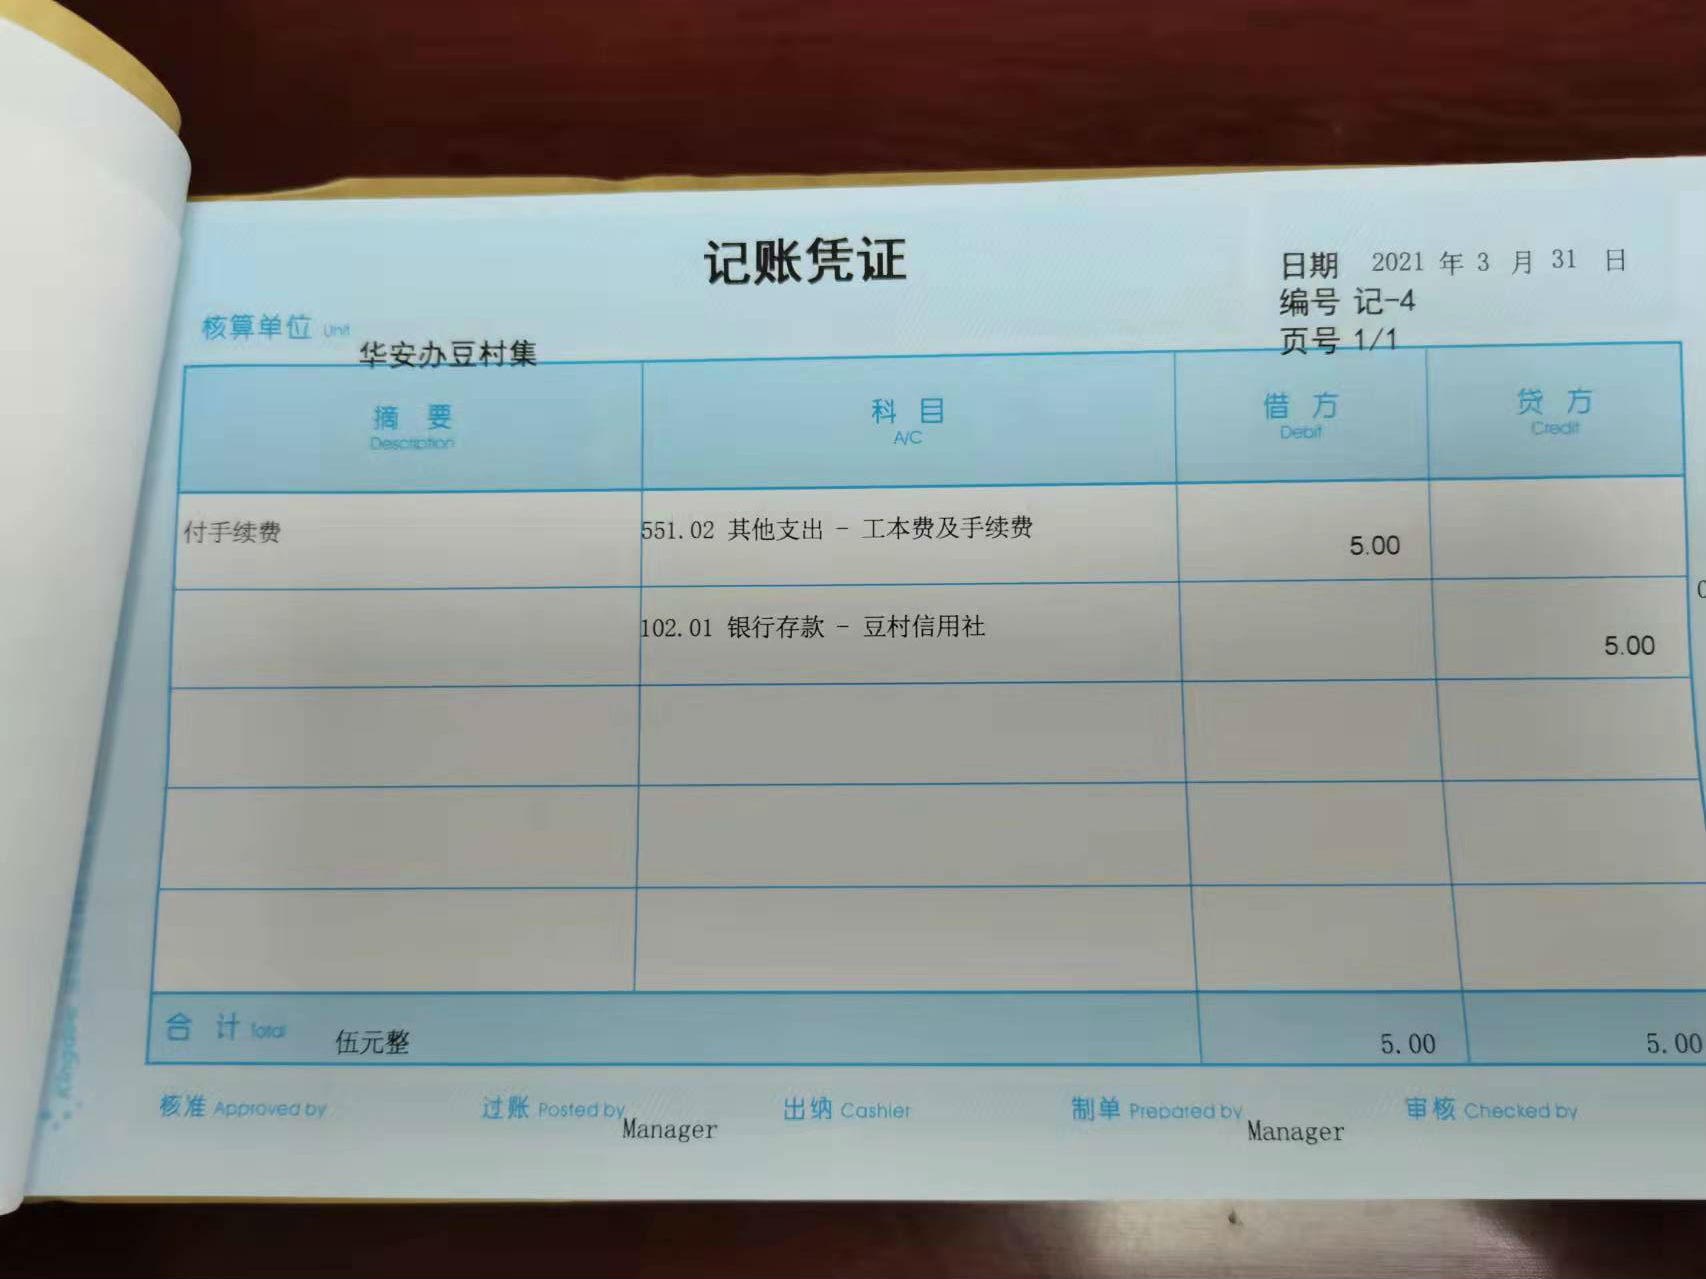 记账凭证
日期 2021 年 3 月 31 日
编号 记-4
核算单位 Unit 华安办豆村集
页号 1/1
摘 要 科 目 借 方 贷 方
Description A/C Debit Credit
付手续费 551.02 其他支出 - 工本费及手续费 5.00
102.01 银行存款 - 豆村信用社 5.00
合 计 Total 伍元整 5.00 5.00
核准 Approved by 过账 Posted by Manager 出纳 Cashier 制单 Prepared by Manager 审核 Checked by